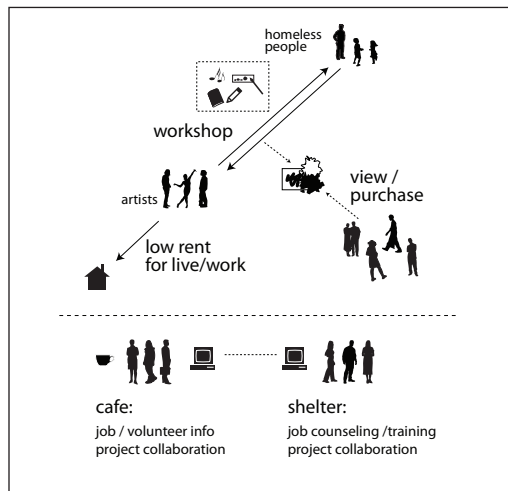 homeless
people
workshop
artists
view /
purchase
low rent
for live/work
cafe:
job / volunteer info
project collaboration
shelter:
job counseling /training
project collaboration